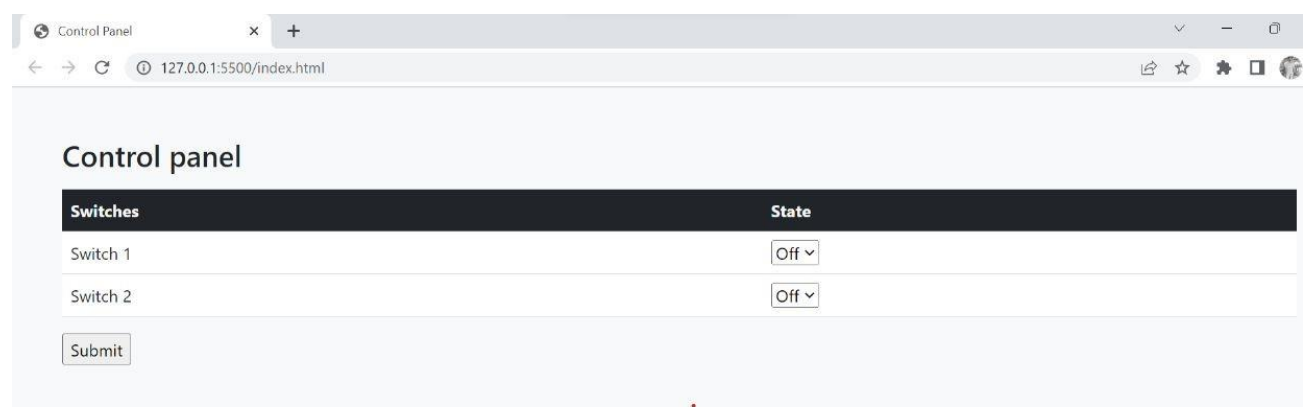 Control Panel
127.0.0.1:5500/index.html
Control panel
Switches State
Switch 1 Off
Switch 2 Off
Submit